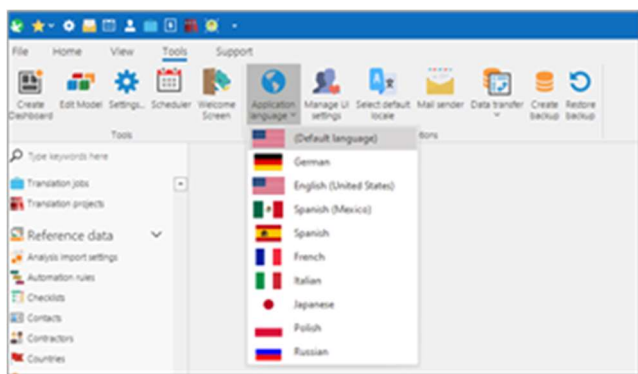 File Home View Tools Support
Create Dashboard
Edit Model
Settings...
Scheduler
Welcome Screen
Application language
Manage UI settings
Select default locale
Mail sender
Data transfer
Create backup
Restore backup
Tools
tions
Type keywords here
Translation jobs
Translation projects
Reference data
Analysis import settings
Automation rules
Checklists
Contacts
Contractors
Countries
(Default language)
German
English (United States)
Spanish (Mexico)
Spanish
French
Italian
Japanese
Polish
Russian